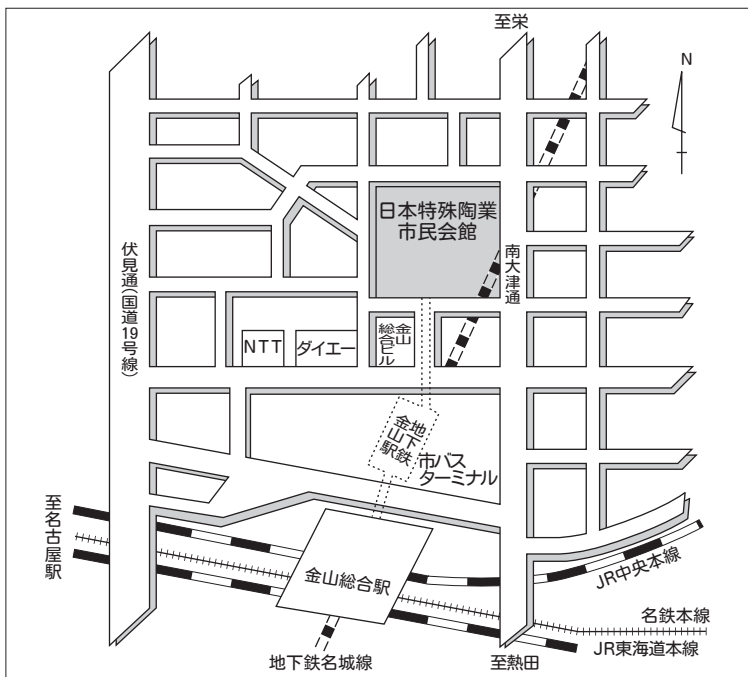 至栄
N
日本特殊陶業
市民会館
南大津通
伏見通(国道19号線)
NTT
ダイエー
金山
総合ビル
地下鉄
金山駅
市バス
ターミナル
至名古屋駅
金山総合駅
JR中央本線
名鉄本線
JR東海道本線
地下鉄名城線
至熱田